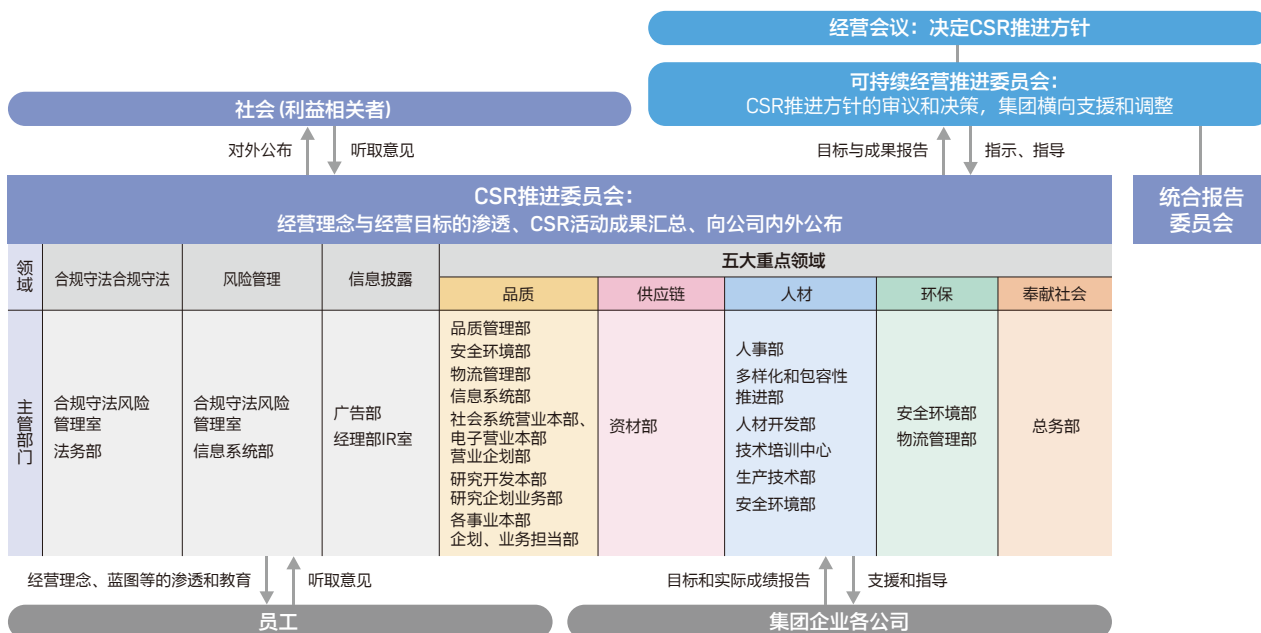 经营会议：决定CSR推进方针
可持续经营推进委员会：
CSR推进方针的审议和决策，集团横向支援和调整
社会 (利益相关者)
对外公布
听取意见
目标与成果报告
指示、指导
CSR推进委员会：
经营理念与经营目标的渗透、CSR活动成果汇总、向公司内外公布
统合报告
委员会
领域
合规守法合规守法
风险管理
信息披露
五大重点领域
品质
供应链
人材
环保
奉献社会
主管部门
合规守法风险
管理室
法务部
合规守法风险
管理室
信息系统部
广告部
经理部IR室
品质管理部
安全环境部
物流管理部
信息系统部
社会系统营业本部、
电子营业本部
营业企划部
研究开发本部
研究企划业务部
各事业本部
企划、业务担当部
资材部
人事部
多样化和包容性
推进部
人材开发部
技术培训中心
生产技术部
安全环境部
安全环境部
物流管理部
总务部
经营理念、蓝图等的渗透和教育
听取意见
目标和实际成绩报告
支援和指导
员工
集团企业各公司